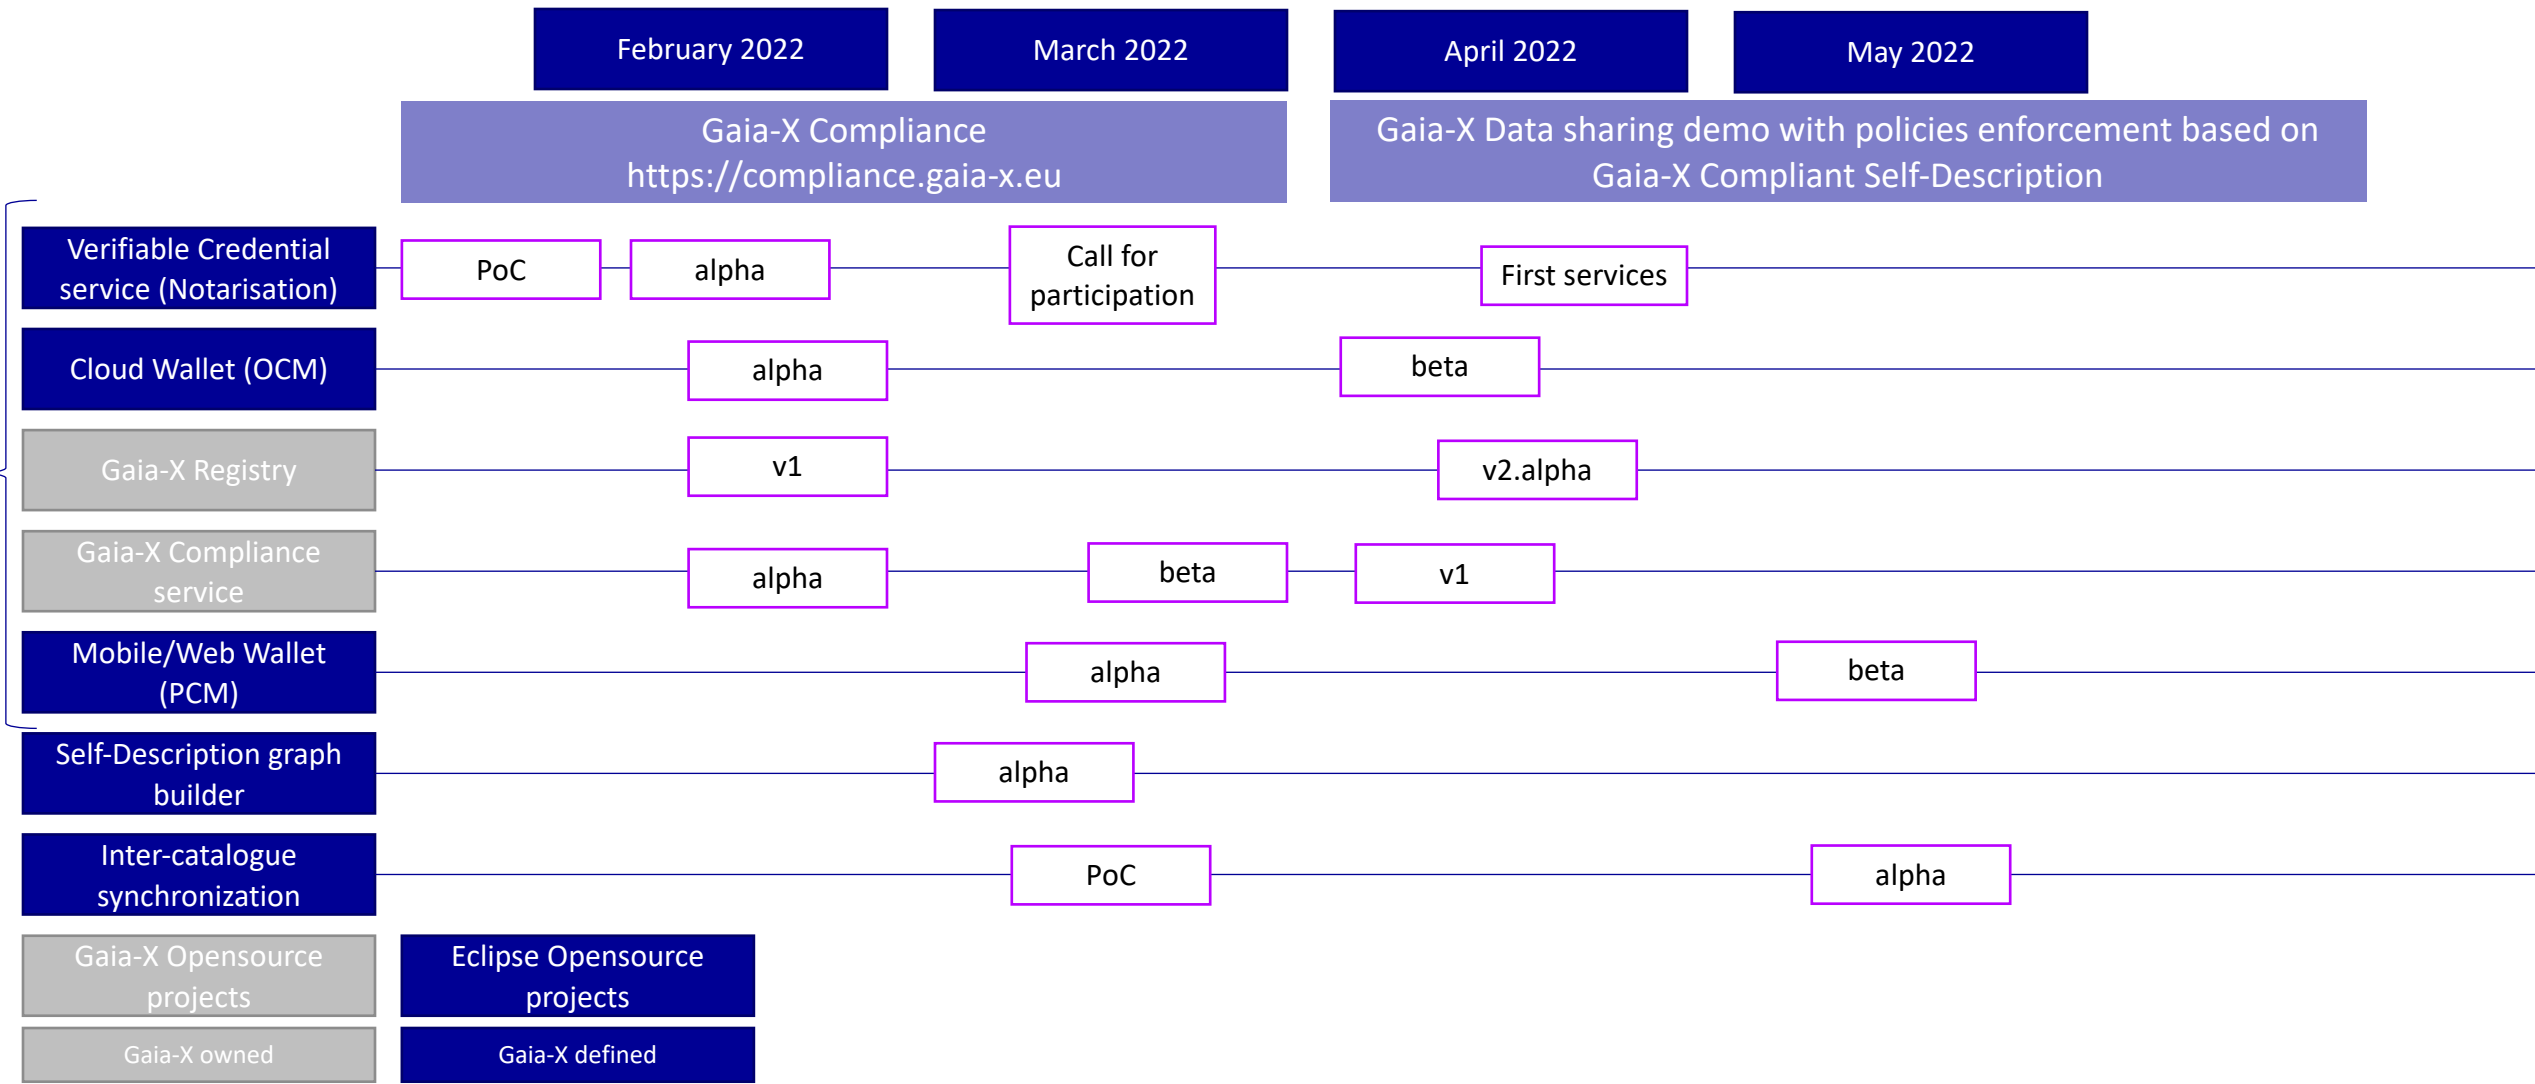 February 2022
March 2022
April 2022
May 2022
Gaia-X Compliance
https://compliance.gaia-x.eu
Gaia-X Data sharing demo with policies enforcement based on
Gaia-X Compliant Self-Description
Verifiable Credential
service (Notarisation)
PoC
alpha
Call for
participation
First services
Cloud Wallet (OCM)
alpha
beta
Gaia-X Registry
v1
v2.alpha
Gaia-X Compliance
service
alpha
beta
v1
Mobile/Web Wallet
(PCM)
alpha
beta
Self-Description graph
builder
alpha
Inter-catalogue
synchronization
PoC
alpha
Gaia-X Opensource
projects
Eclipse Opensource
projects
Gaia-X owned
Gaia-X defined